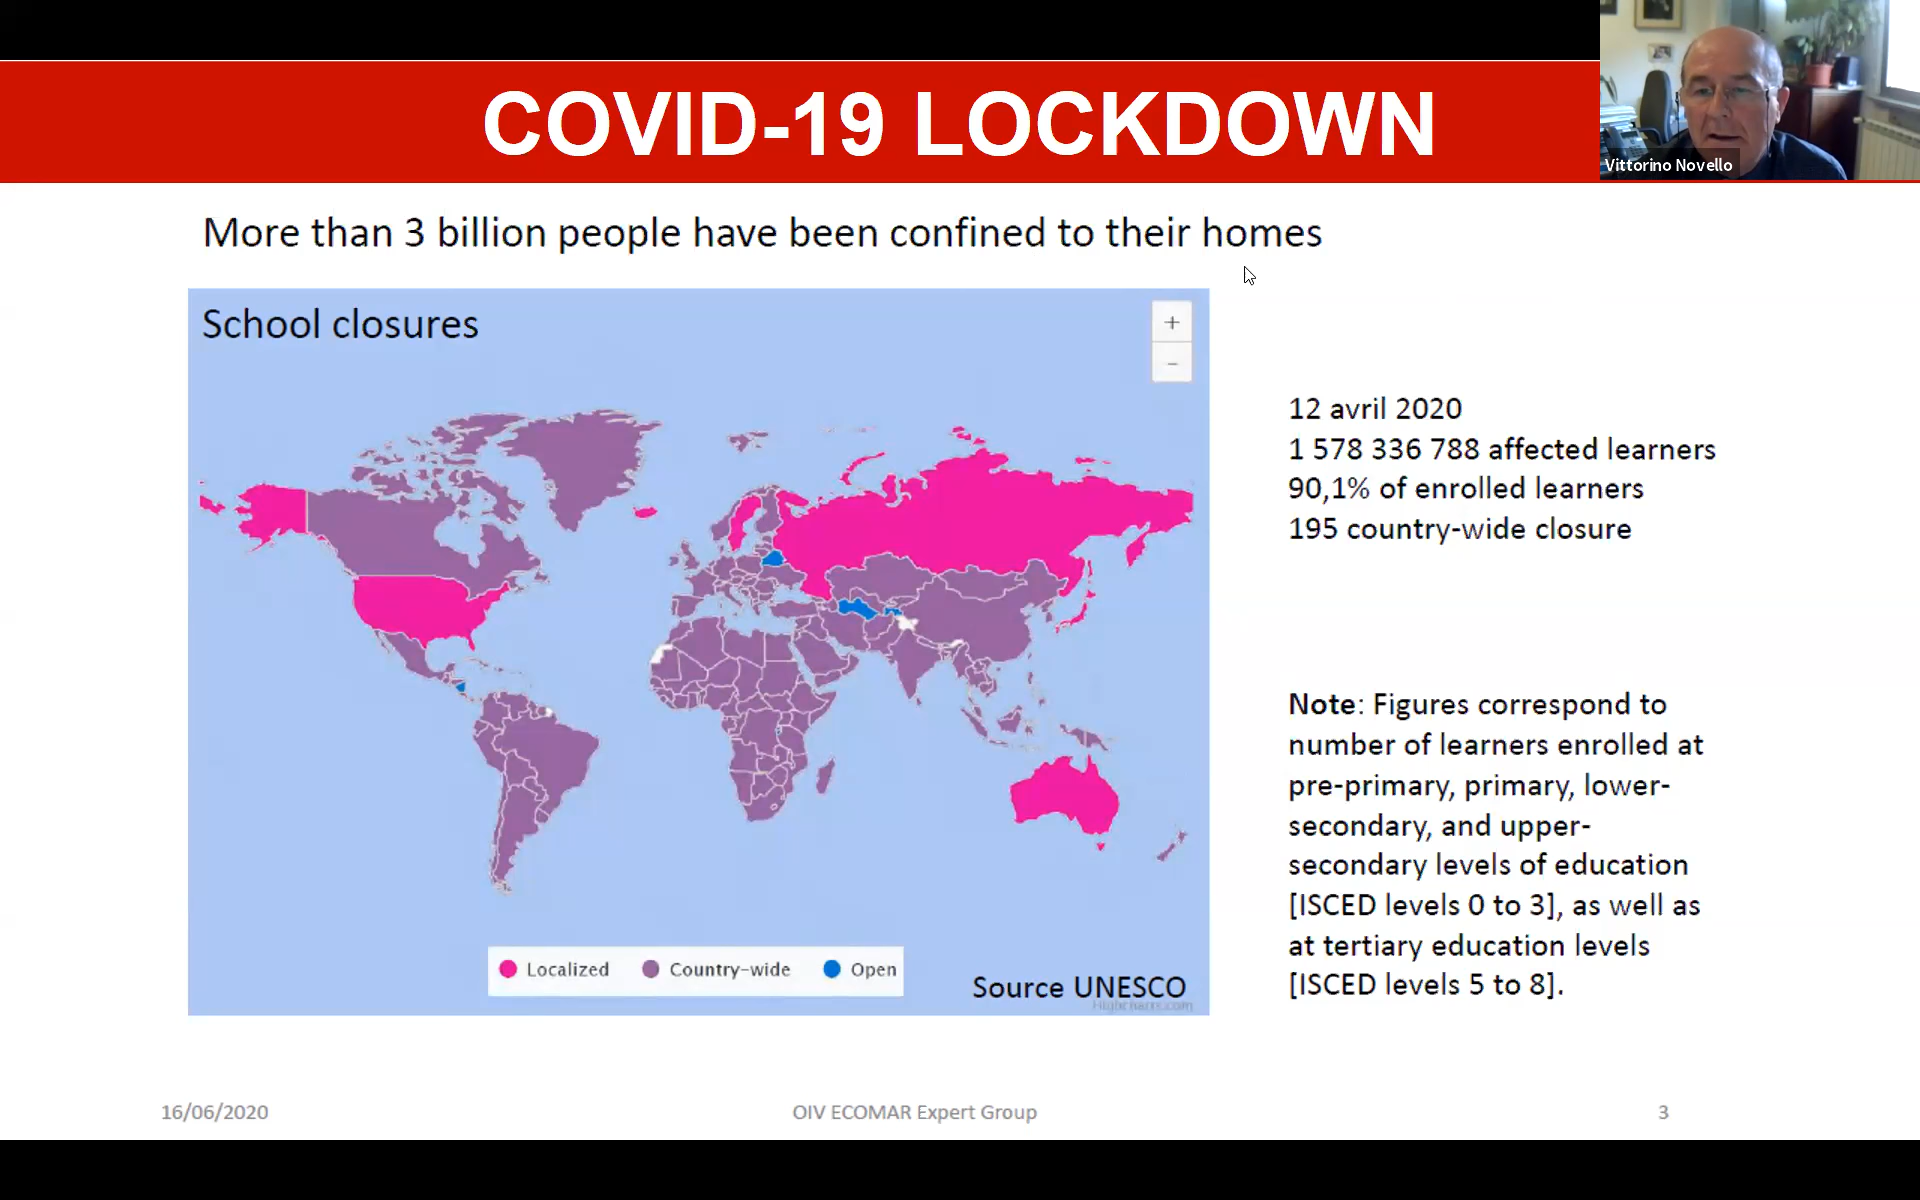 COVID-19 LOCKDOWN
Vittorino Novello
More than 3 billion people have been confined to their homes
School closures
+
−
12 avril 2020
1 578 336 788 affected learners
90,1% of enrolled learners
195 country-wide closure
Note: Figures correspond to
number of learners enrolled at
pre-primary, primary, lower-
secondary, and upper-
secondary levels of education
[ISCED levels 0 to 3], as well as
at tertiary education levels
[ISCED levels 5 to 8].
Localized
Country-wide
Open
Source UNESCO
Highcharts.com
16/06/2020
OIV ECOMAR Expert Group
3